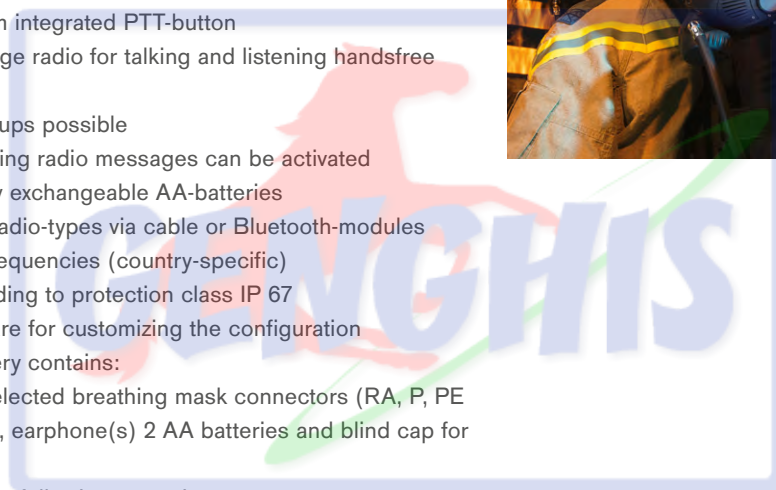 integrated PTT-button
ge radio for talking and listening handsfree
ups possible
ing radio messages can be activated
y exchangeable AA-batteries
adio-types via cable or Bluetooth-modules
equencies (country-specific)
ding to protection class IP 67
re for customizing the configuration
ery contains:
elected breathing mask connectors (RA, P, PE
, earphone(s) 2 AA batteries and blind cap for
GENGHIS